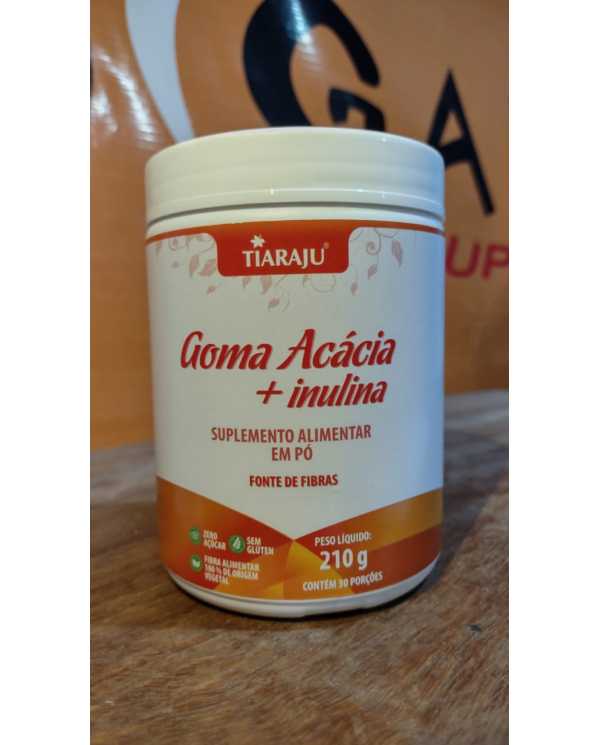 GA
UP
TIARAJU®
Goma Acácia
+ inulina
SUPLEMENTO ALIMENTAR
EM PÓ
FONTE DE FIBRAS
ZERO
AÇÚCAR
SEM
GLÚTEN
FIBRA ALIMENTAR
100% DE ORIGEM
VEGETAL
PESO LÍQUIDO:
210 g
CONTÉM 30 PORÇÕES